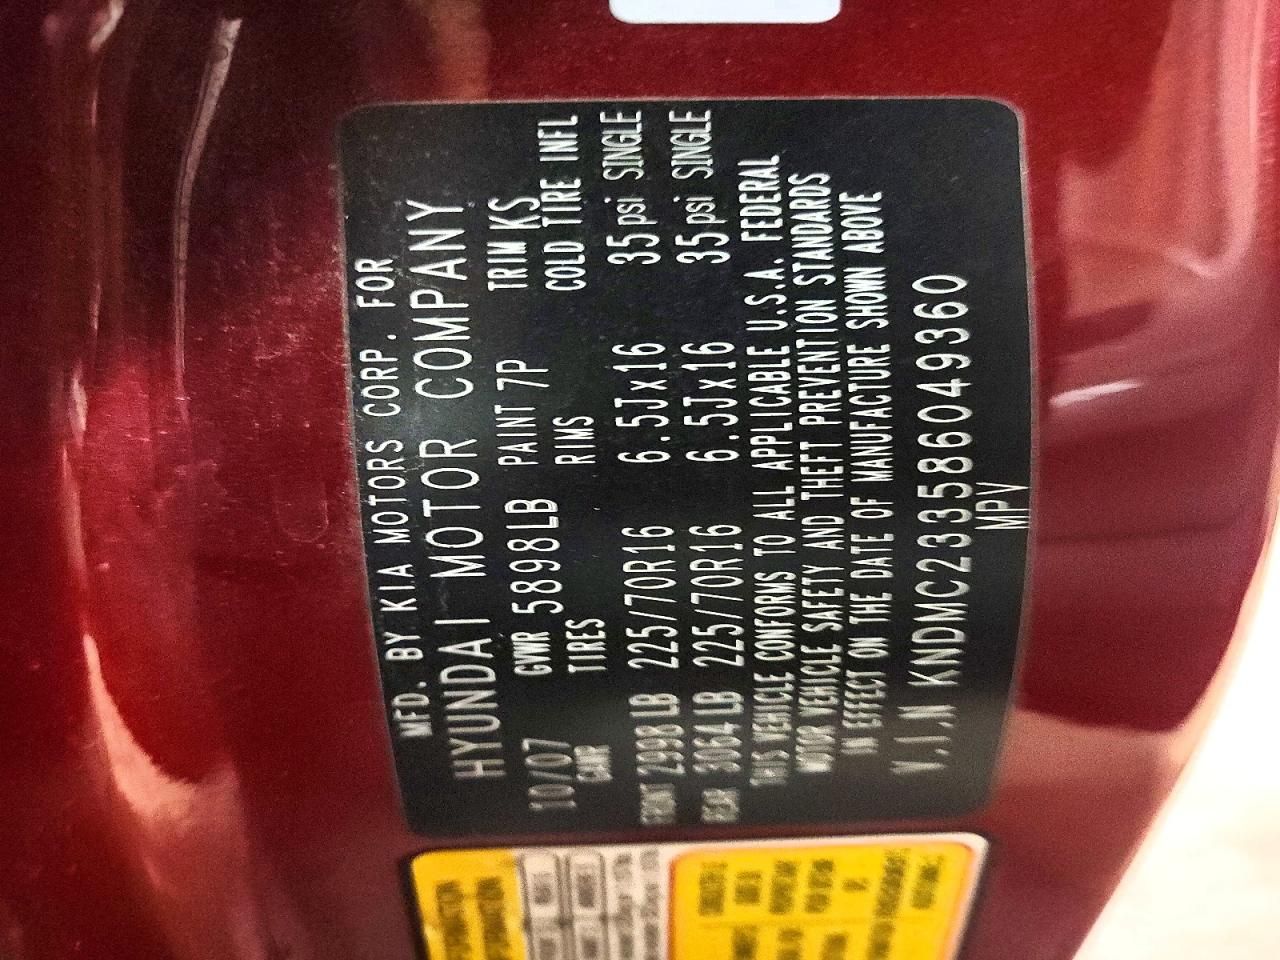 MFD. BY KIA MOTORS CORP. FOR
HYUNDAI MOTOR COMPANY
10/07 GVWR 5898LB PAINT 7P TRIM KS
GAWR TIRES RIMS COLD TIRE INFL
FRONT 2998 LB 225/70R16 6.5Jx16 35psi SINGLE
REAR 3064 LB 225/70R16 6.5Jx16 35psi SINGLE
THIS VEHICLE CONFORMS TO ALL APPLICABLE U.S.A. FEDERAL
MOTOR VEHICLE SAFETY AND THEFT PREVENTION STANDARDS
IN EFFECT ON THE DATE OF MANUFACTURE SHOWN ABOVE
V.I.N KNDMC233586049360
MPV